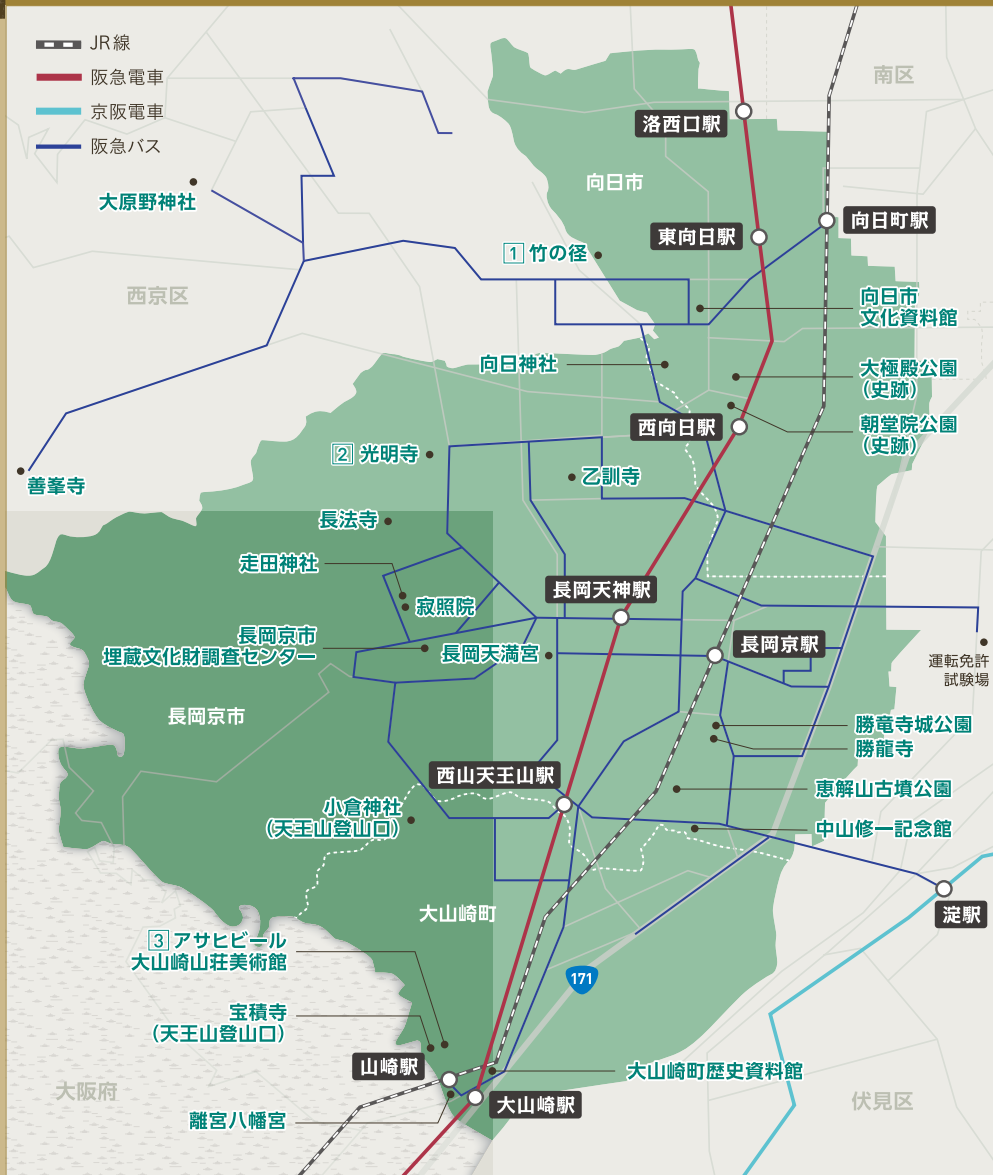 JR線
阪急電車
京阪電車
阪急バス
南区
洛西口駅
向日市
大原野神社
東向日駅
向日町駅
1 竹の径
西京区
向日市
文化資料館
向日神社
大極殿公園
(史跡)
西向日駅
朝堂院公園
(史跡)
2 光明寺
乙訓寺
善峯寺
長法寺
走田神社
長岡天神駅
寂照院
長岡京市
埋蔵文化財調査センター
長岡天満宮
長岡京駅
運転免許
試験場
長岡京市
勝竜寺城公園
勝龍寺
西山天王山駅
恵解山古墳公園
小倉神社
(天王山登山口)
中山修一記念館
淀駅
大山崎町
3 アサヒビール
大山崎山荘美術館
171
宝積寺
(天王山登山口)
山崎駅
大山崎町歴史資料館
大阪府
大山崎駅
伏見区
離宮八幡宮